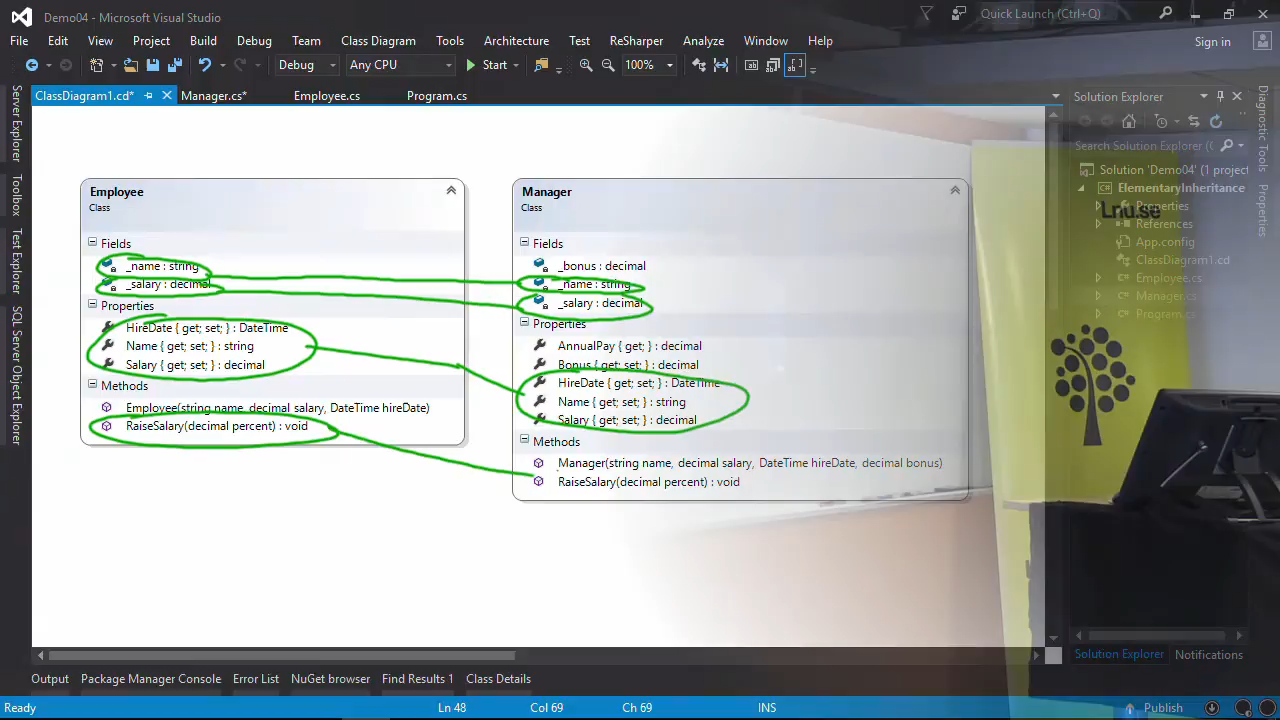 Demo04 - Microsoft Visual Studio
Quick Launch (Ctrl+Q)
File Edit View Project Build Debug Team Class Diagram Tools Architecture Test ReSharper Analyze Window Help
Sign in
Debug Any CPU Start 100%
ClassDiagram1.cd* Manager.cs* Employee.cs Program.cs
Server Explorer
Toolbox
Test Explorer
SQL Server Object Explorer
Employee
Class
Fields
_name : string
_salary : decimal
Properties
HireDate { get; set; } : DateTime
Name { get; set; } : string
Salary { get; set; } : decimal
Methods
Employee(string name, decimal salary, DateTime hireDate)
RaiseSalary(decimal percent) : void
Manager
Class
Fields
_bonus : decimal
_name : string
_salary : decimal
Properties
AnnualPay { get; } : decimal
Bonus { get; set; } : decimal
HireDate { get; set; } : DateTime
Name { get; set; } : string
Salary { get; set; } : decimal
Methods
Manager(string name, decimal salary, DateTime hireDate, decimal bonus)
RaiseSalary(decimal percent) : void
Solution Explorer
Search Solution Explorer (C
Solution 'Demo04' (1 project
C# ElementaryInheritance
Properties
Lnu.se
References
App.config
ClassDiagram1.cd
Employee.cs
Manager.cs
Program.cs
Solution Explorer Notifications
Diagnostic Tools
Properties
Output Package Manager Console Error List NuGet browser Find Results 1 Class Details
Ready Ln 48 Col 69 Ch 69 INS Publish